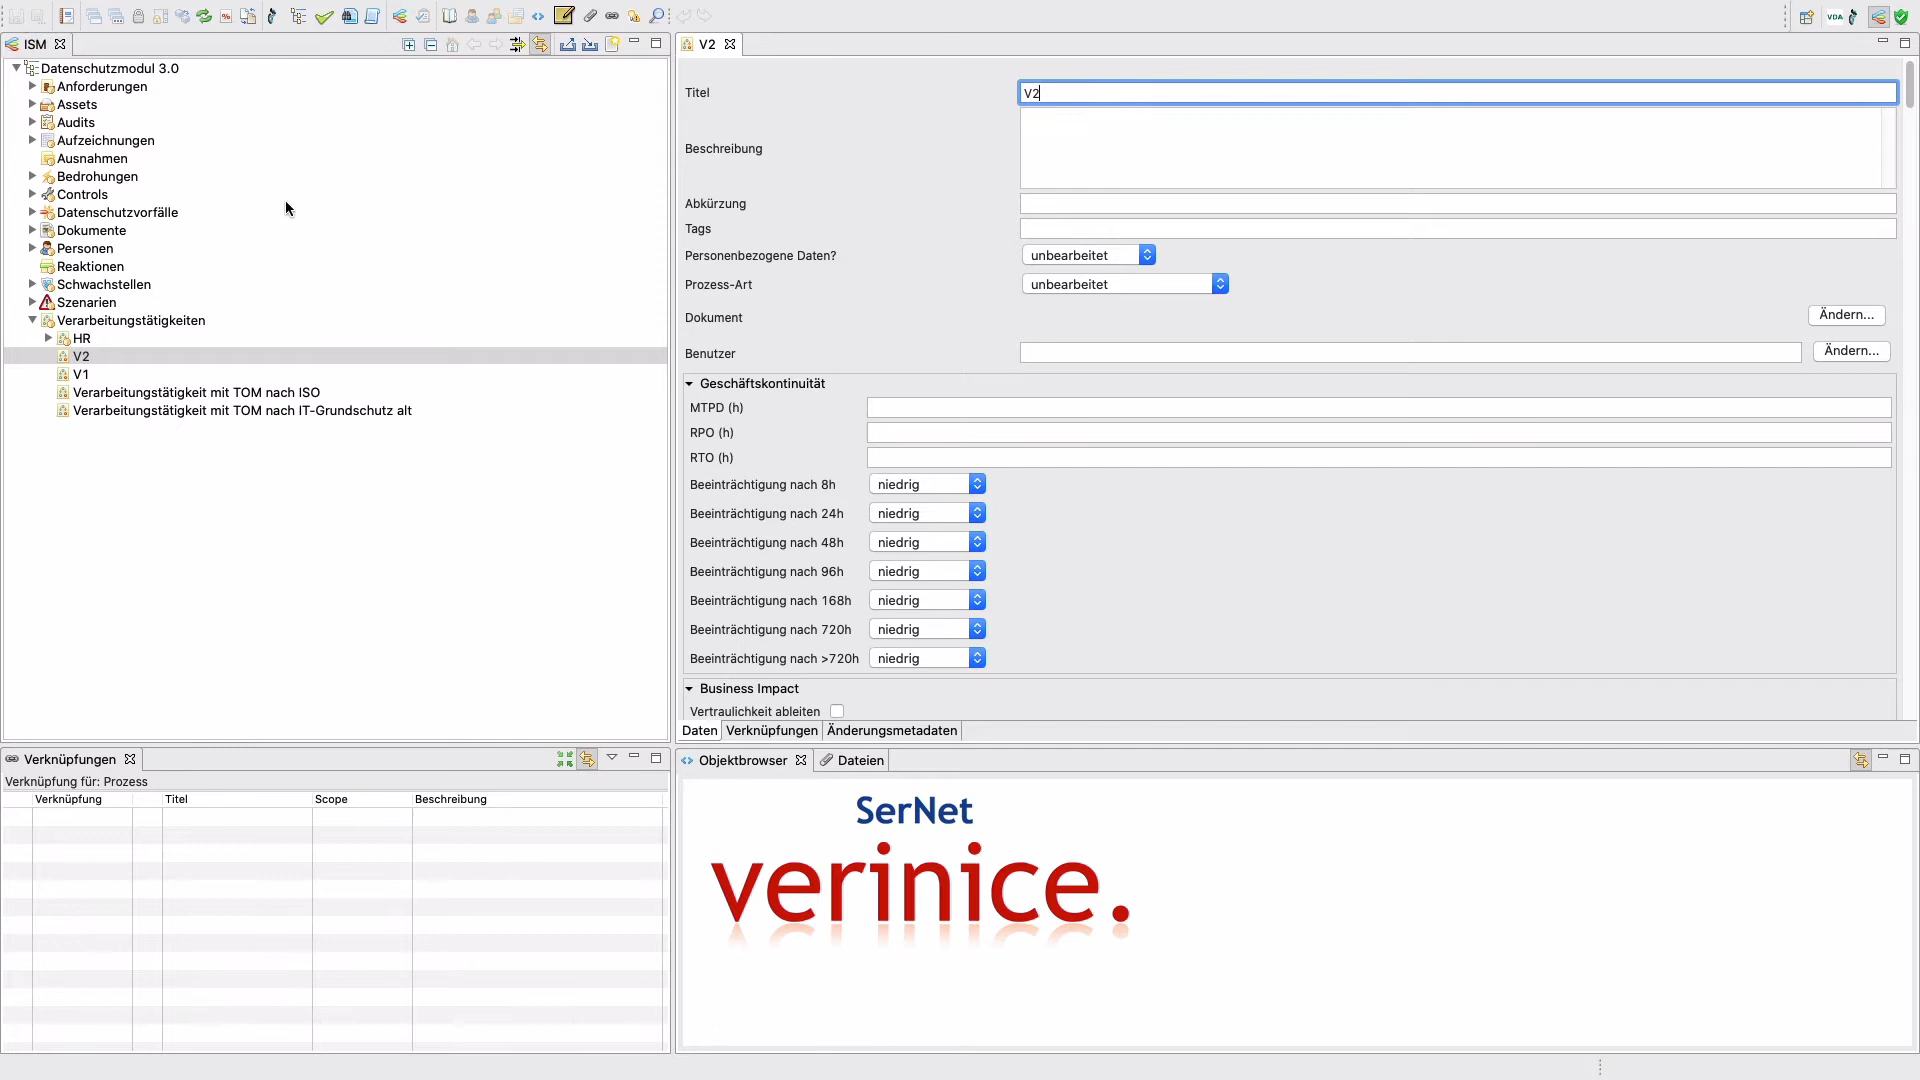 VDA
ISM
V2
Datenschutzmodul 3.0
Anforderungen
Assets
Audits
Aufzeichnungen
Ausnahmen
Bedrohungen
Controls
Datenschutzvorfälle
Dokumente
Personen
Reaktionen
Schwachstellen
Szenarien
Verarbeitungstätigkeiten
HR
V2
V1
Verarbeitungstätigkeit mit TOM nach ISO
Verarbeitungstätigkeit mit TOM nach IT-Grundschutz alt
Titel V2
Beschreibung
Abkürzung
Tags
Personenbezogene Daten? unbearbeitet
Prozess-Art unbearbeitet
Dokument Ändern...
Benutzer Ändern...
Geschäftskontinuität
MTPD (h)
RPO (h)
RTO (h)
Beeinträchtigung nach 8h niedrig
Beeinträchtigung nach 24h niedrig
Beeinträchtigung nach 48h niedrig
Beeinträchtigung nach 96h niedrig
Beeinträchtigung nach 168h niedrig
Beeinträchtigung nach 720h niedrig
Beeinträchtigung nach >720h niedrig
Business Impact
Vertraulichkeit ableiten
Daten Verknüpfungen Änderungsmetadaten
Verknüpfungen
Verknüpfung für: Prozess
Verknüpfung Titel Scope Beschreibung
Objektbrowser Dateien
SerNet
verinice.